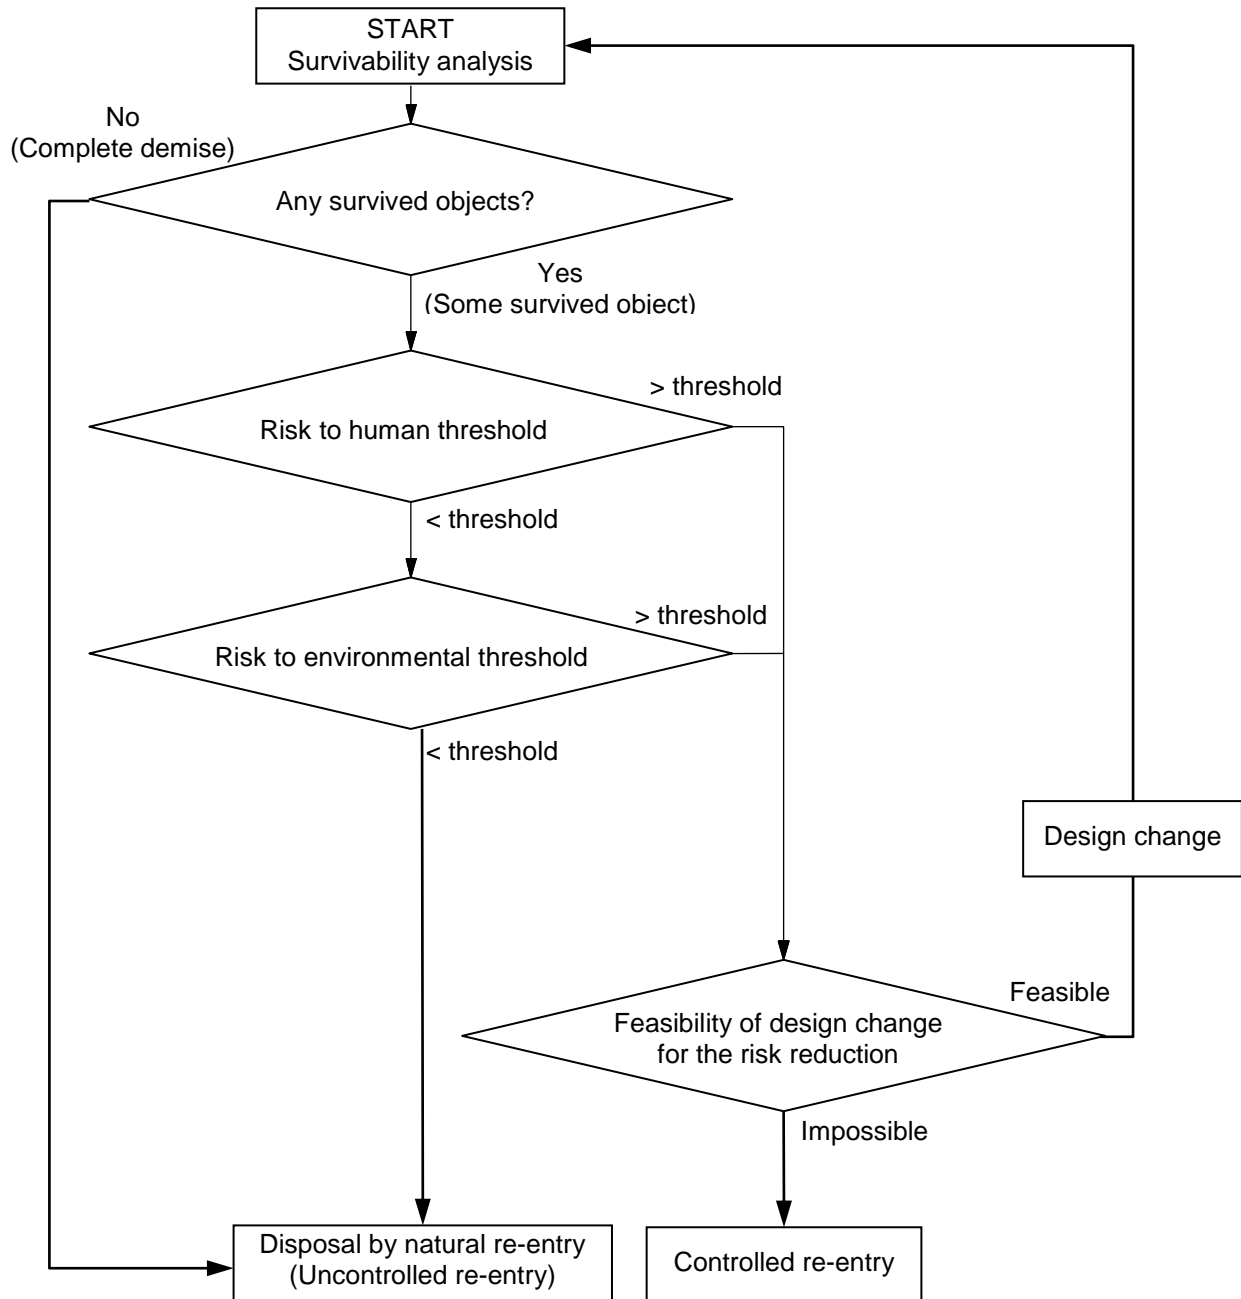 START
Survivability analysis
No
(Complete demise)
Any survived objects?
Yes
(Some survived object)
> threshold
Risk to human threshold
< threshold
> threshold
Risk to environmental threshold
< threshold
Design change
Feasible
Feasibility of design change
for the risk reduction
Impossible
Disposal by natural re-entry
(Uncontrolled re-entry)
Controlled re-entry